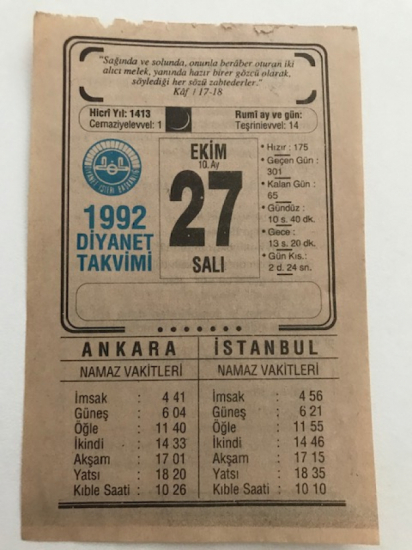 "Sağında ve solunda, onunla berâber oturan iki
alıcı melek, yanında hazır birer gözcü olarak,
söylediği her sözü zabtederler."
Kâf : 17-18
Hicrî Yıl: 1413
Cemaziyelevvel: 1
Rumî ay ve gün:
Teşrinievvel: 14
1992
DİYANET
TAKVİMİ
EKİM
10. Ay
27
SALI
• Hızır : 175
• Geçen Gün :
301
• Kalan Gün :
65
• Gündüz :
10 s. 40 dk.
• Gece :
13 s. 20 dk.
• Gün Kıs.:
2 d. 24 sn.
ANKARA
NAMAZ VAKİTLERİ
İmsak : 4 41
Güneş : 6 04
Öğle : 11 40
İkindi : 14 33
Akşam : 17 01
Yatsı : 18 20
Kıble Saati : 10 26
İSTANBUL
NAMAZ VAKİTLERİ
İmsak : 4 56
Güneş : 6 21
Öğle : 11 55
İkindi : 14 46
Akşam : 17 15
Yatsı : 18 35
Kıble Saati : 10 10